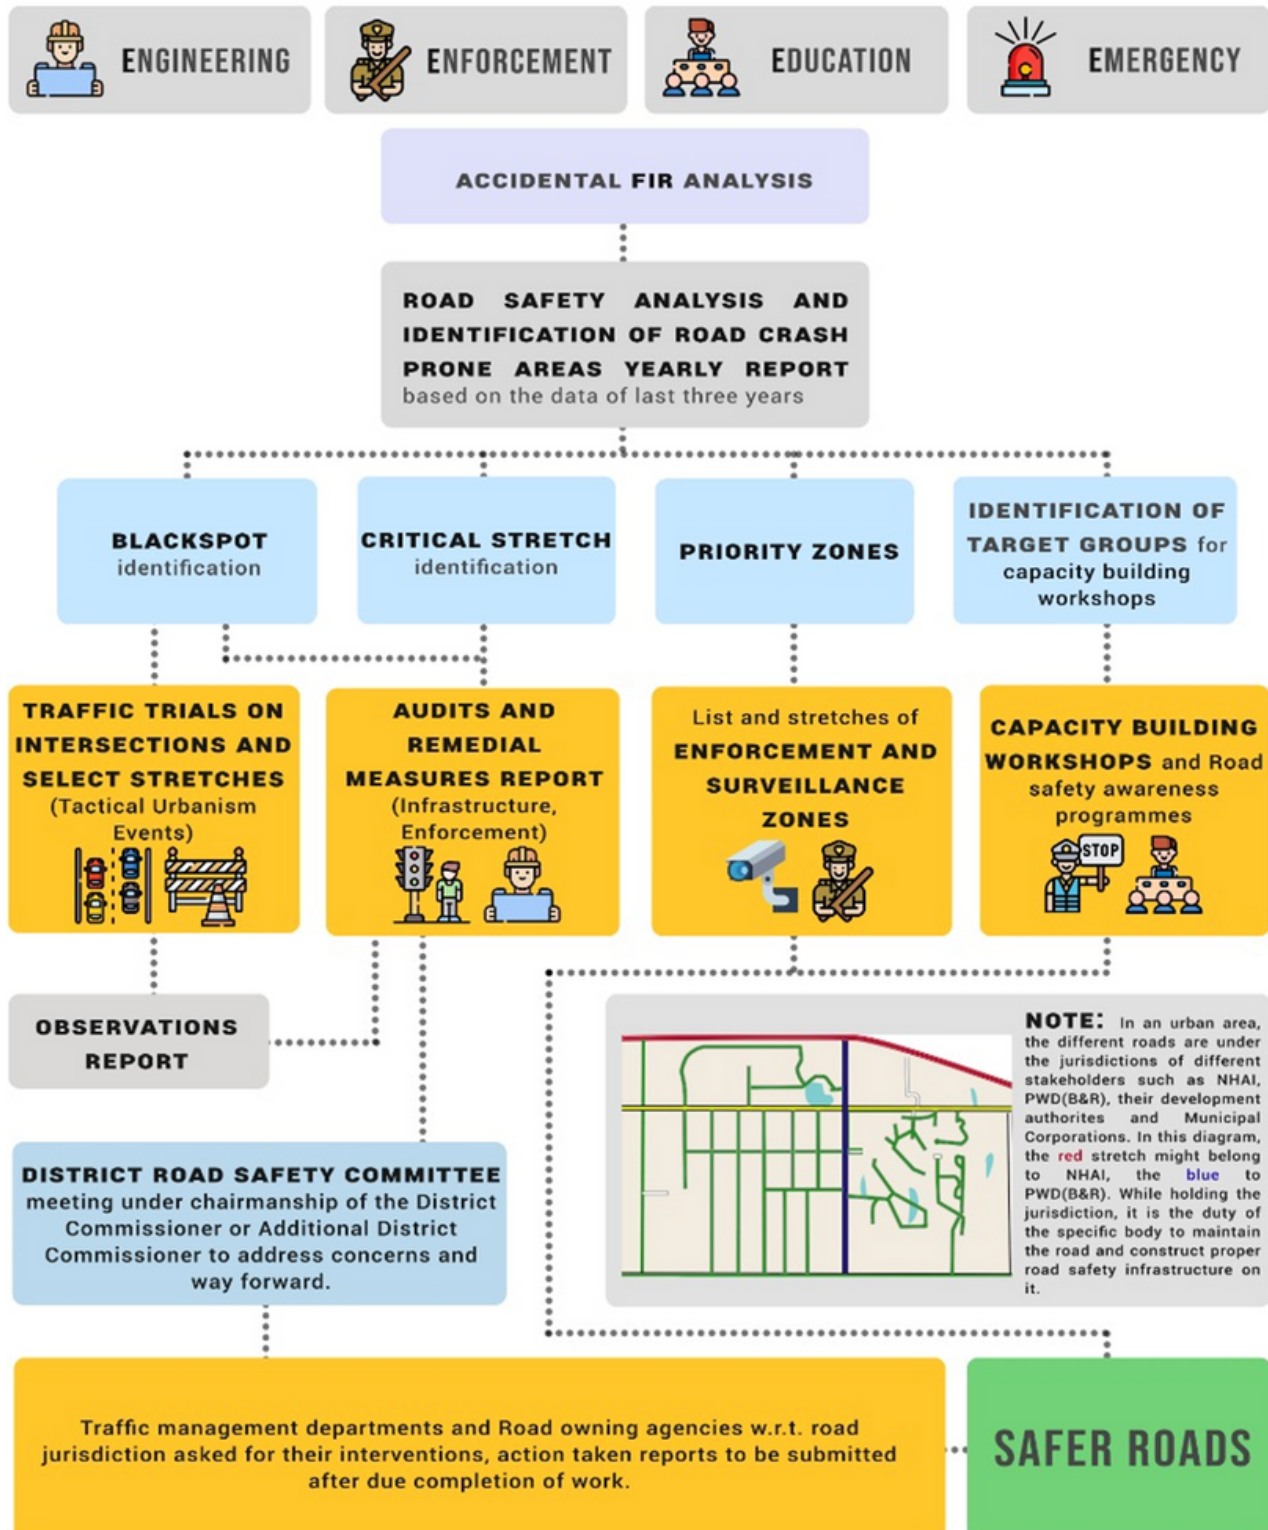 ENGINEERING
ENFORCEMENT
EDUCATION
EMERGENCY
ACCIDENTAL FIR ANALYSIS
ROAD SAFETY ANALYSIS AND
IDENTIFICATION OF ROAD CRASH
PRONE AREAS YEARLY REPORT
based on the data of last three years
BLACKSPOT
identification
CRITICAL STRETCH
identification
PRIORITY ZONES
IDENTIFICATION OF
TARGET GROUPS for
capacity building
workshops
TRAFFIC TRIALS ON
INTERSECTIONS AND
SELECT STRETCHES
(Tactical Urbanism
Events)
AUDITS AND
REMEDIAL
MEASURES REPORT
(Infrastructure,
Enforcement)
List and stretches of
ENFORCEMENT AND
SURVEILLANCE
ZONES
CAPACITY BUILDING
WORKSHOPS and Road
safety awareness
programmes
STOP
OBSERVATIONS
REPORT
NOTE: In an urban area,
the different roads are under
the jurisdictions of different
stakeholders such as NHAI,
PWD(B&R), their development
authorites and Municipal
Corporations. In this diagram,
the red stretch might belong
to NHAI, the blue to
PWD(B&R). While holding the
jurisdiction, it is the duty of
the specific body to maintain
the road and construct proper
road safety infrastructure on
it.
DISTRICT ROAD SAFETY COMMITTEE
meeting under chairmanship of the District
Commissioner or Additional District
Commissioner to address concerns and
way forward.
Traffic management departments and Road owning agencies w.r.t. road
jurisdiction asked for their interventions, action taken reports to be submitted
after due completion of work.
SAFER ROADS